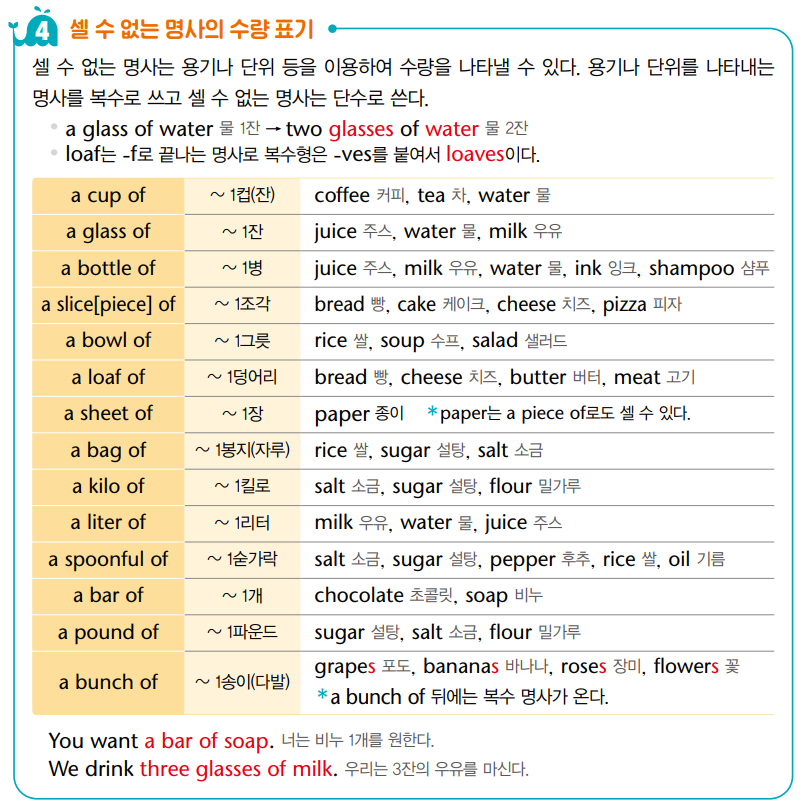 4 셀 수 없는 명사의 수량 표기
셀 수 없는 명사는 용기나 단위 등을 이용하여 수량을 나타낼 수 있다. 용기나 단위를 나타내는
명사를 복수로 쓰고 셀 수 없는 명사는 단수로 쓴다.
• a glass of water 물 1잔 → two glasses of water 물 2잔
• loaf는 -f로 끝나는 명사로 복수형은 -ves를 붙여서 loaves이다.
a cup of ~ 1컵(잔) coffee 커피, tea 차, water 물
a glass of ~ 1잔 juice 주스, water 물, milk 우유
a bottle of ~ 1병 juice 주스, milk 우유, water 물, ink 잉크, shampoo 샴푸
a slice[piece] of ~ 1조각 bread 빵, cake 케이크, cheese 치즈, pizza 피자
a bowl of ~ 1그릇 rice 쌀, soup 수프, salad 샐러드
a loaf of ~ 1덩어리 bread 빵, cheese 치즈, butter 버터, meat 고기
a sheet of ~ 1장 paper 종이 *paper는 a piece of로도 셀 수 있다.
a bag of ~ 1봉지(자루) rice 쌀, sugar 설탕, salt 소금
a kilo of ~ 1킬로 salt 소금, sugar 설탕, flour 밀가루
a liter of ~ 1리터 milk 우유, water 물, juice 주스
a spoonful of ~ 1숟가락 salt 소금, sugar 설탕, pepper 후추, rice 쌀, oil 기름
a bar of ~ 1개 chocolate 초콜릿, soap 비누
a pound of ~ 1파운드 sugar 설탕, salt 소금, flour 밀가루
a bunch of ~ 1송이(다발) grapes 포도, bananas 바나나, roses 장미, flowers 꽃
*a bunch of 뒤에는 복수 명사가 온다.
You want a bar of soap. 너는 비누 1개를 원한다.
We drink three glasses of milk. 우리는 3잔의 우유를 마신다.